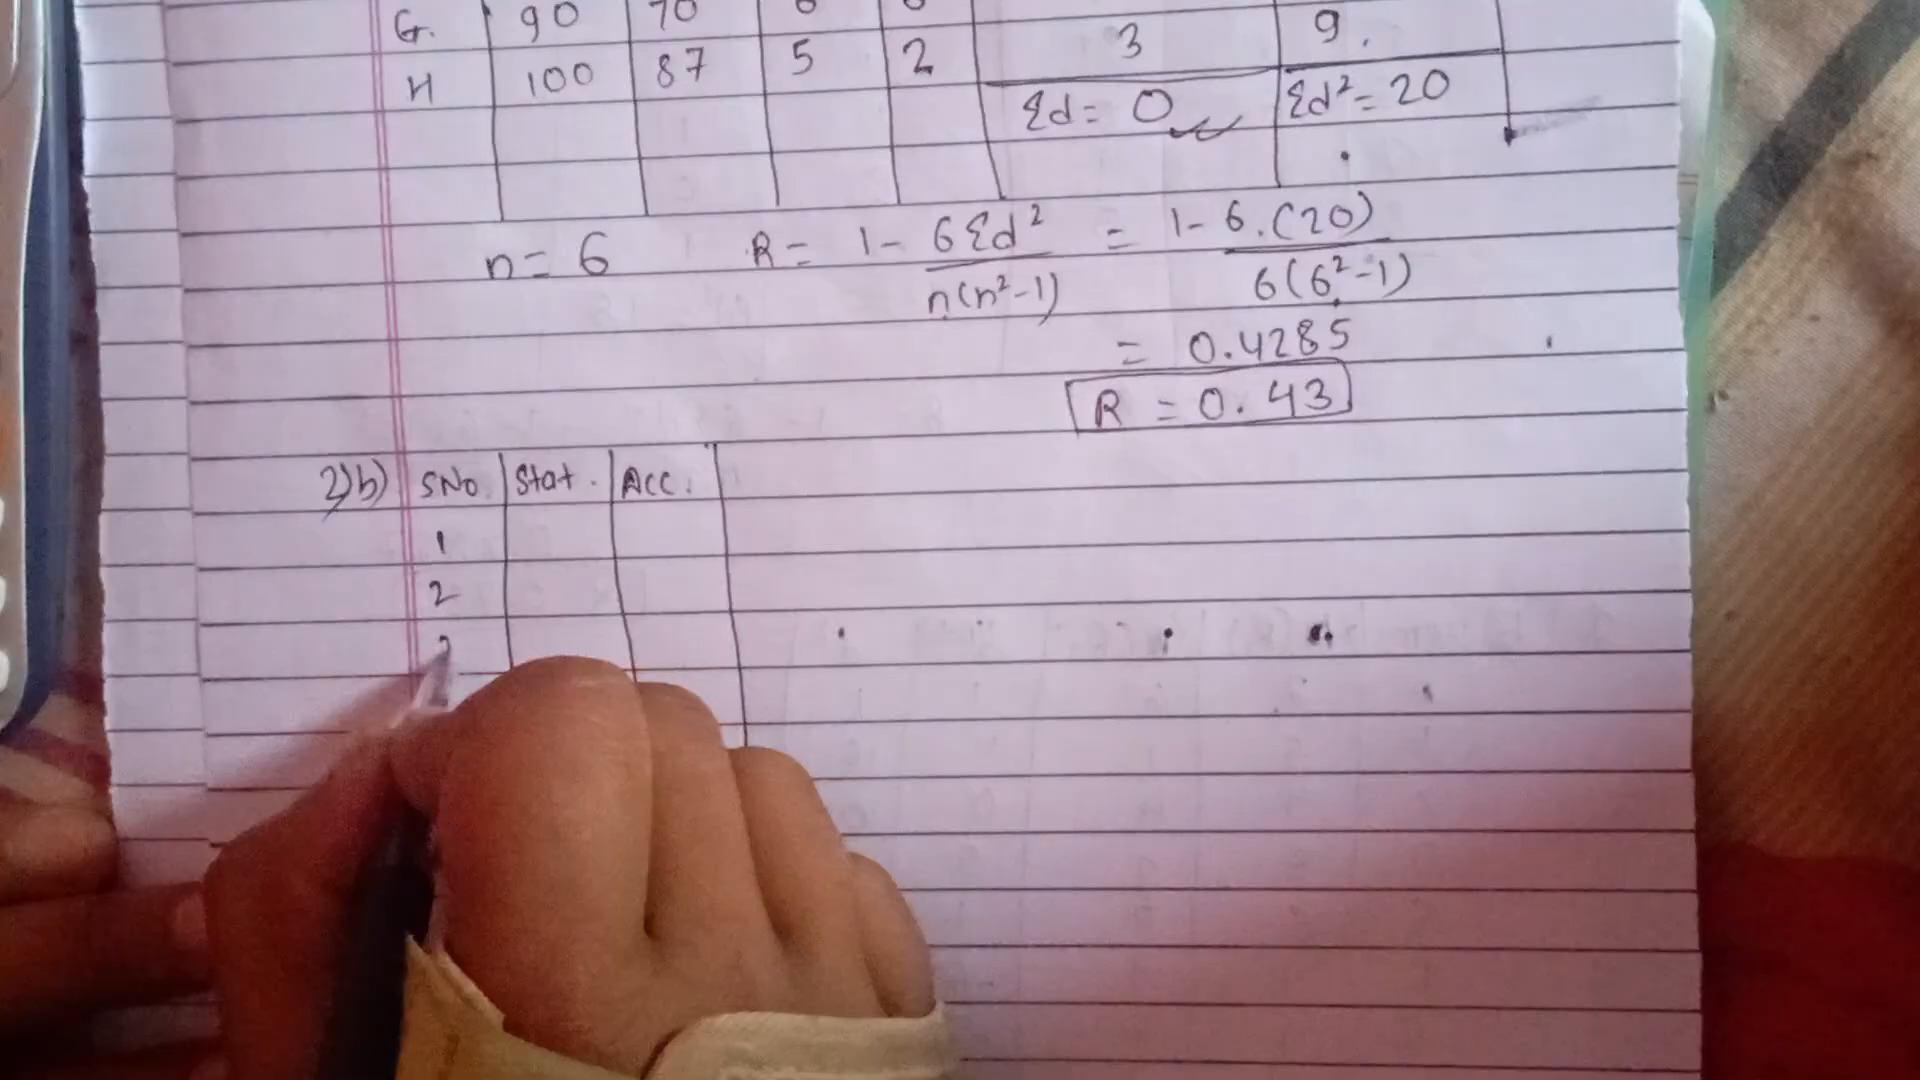 G. 90 70
H 100 87 5 2 3 9.
Σd = 0 Σd² = 20
n = 6 R = 1 - 6Σd² / n(n²-1) = 1 - 6.(20) / 6(6²-1)
= 0.4285
R = 0.43
2)b) SNo. Stat. Acc.
1
2